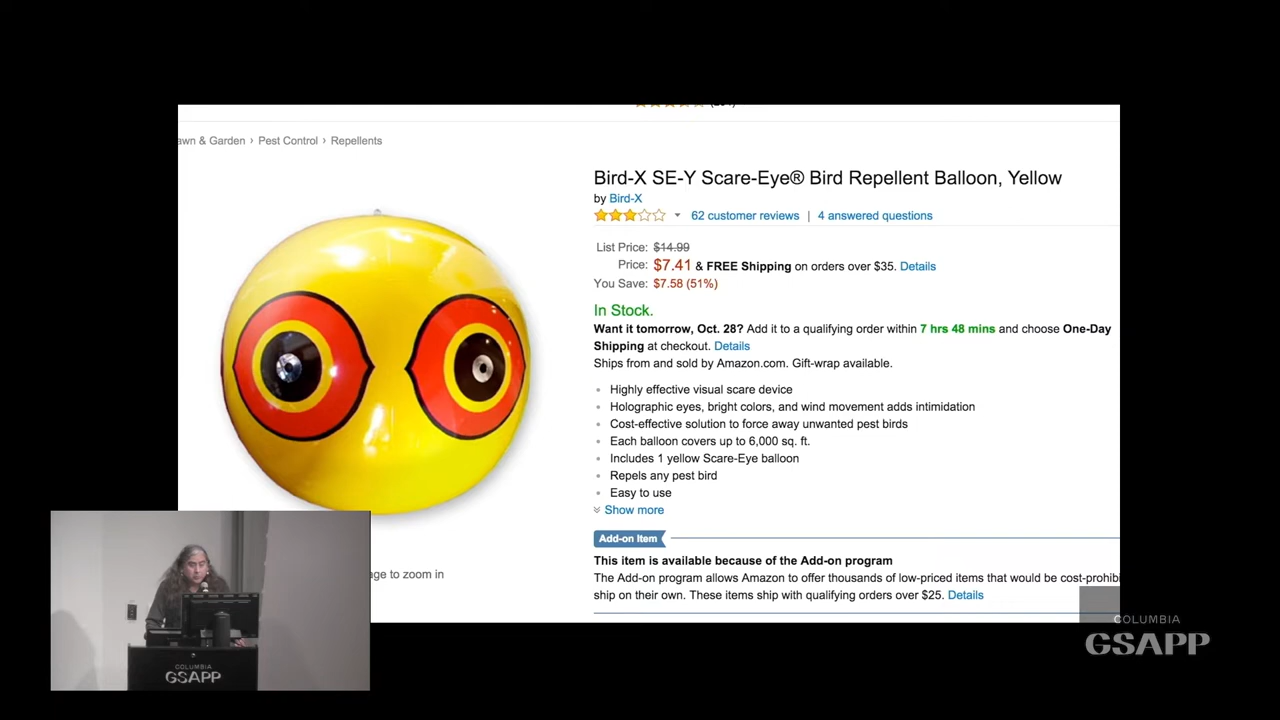 awn & Garden › Pest Control › Repellents
Bird-X SE-Y Scare-Eye® Bird Repellent Balloon, Yellow
by Bird-X
62 customer reviews | 4 answered questions
List Price: $14.99
Price: $7.41 & FREE Shipping on orders over $35. Details
You Save: $7.58 (51%)
In Stock.
Want it tomorrow, Oct. 28? Add it to a qualifying order within 7 hrs 48 mins and choose One-Day
Shipping at checkout. Details
Ships from and sold by Amazon.com. Gift-wrap available.
Highly effective visual scare device
Holographic eyes, bright colors, and wind movement adds intimidation
Cost-effective solution to force away unwanted pest birds
Each balloon covers up to 6,000 sq. ft.
Includes 1 yellow Scare-Eye balloon
Repels any pest bird
Easy to use
Show more
Add-on Item
This item is available because of the Add-on program
The Add-on program allows Amazon to offer thousands of low-priced items that would be cost-prohibi
ship on their own. These items ship with qualifying orders over $25. Details
ge to zoom in
COLUMBIA
GSAPP
COLUMBIA
GSAPP